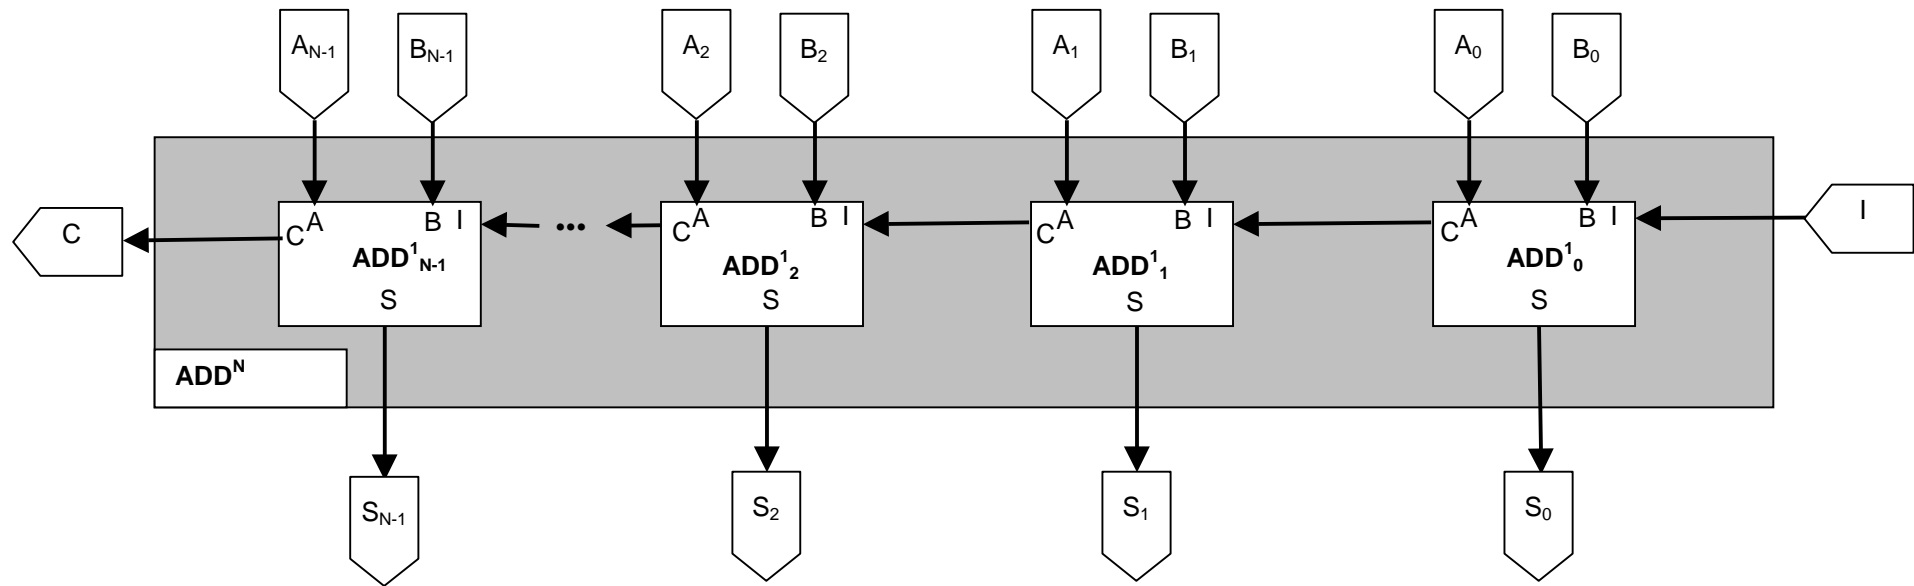 A_{N-1} B_{N-1} A_2 B_2 A_1 B_1 A_0 B_0
C A B I ... C A B I C A B I C A B I I
C
ADD^1_{N-1} ADD^1_2 ADD^1_1 ADD^1_0
S S S S
ADD^N
S_{N-1} S_2 S_1 S_0